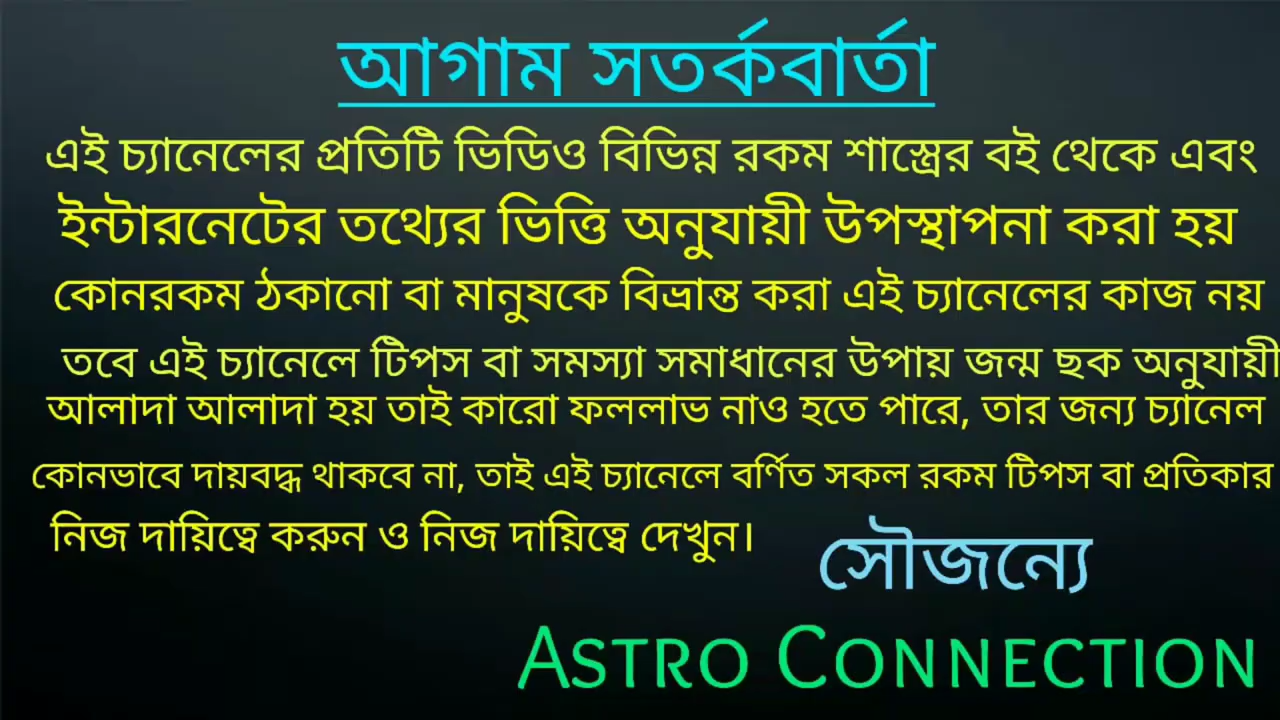 আগাম সতর্কবার্তা
এই চ্যানেলের প্রতিটি ভিডিও বিভিন্ন রকম শাস্ত্রের বই থেকে এবং
ইন্টারনেটের তথ্যের ভিত্তি অনুযায়ী উপস্থাপনা করা হয়
কোনরকম ঠকানো বা মানুষকে বিভ্রান্ত করা এই চ্যানেলের কাজ নয়
তবে এই চ্যানেলে টিপস বা সমস্যা সমাধানের উপায় জন্ম ছক অনুযায়ী
আলাদা আলাদা হয় তাই কারো ফললাভ নাও হতে পারে, তার জন্য চ্যানেল
কোনভাবে দায়বদ্ধ থাকবে না, তাই এই চ্যানেলে বর্ণিত সকল রকম টিপস বা প্রতিকার
নিজ দায়িত্বে করুন ও নিজ দায়িত্বে দেখুন।
সৌজন্যে
ASTRO CONNECTION